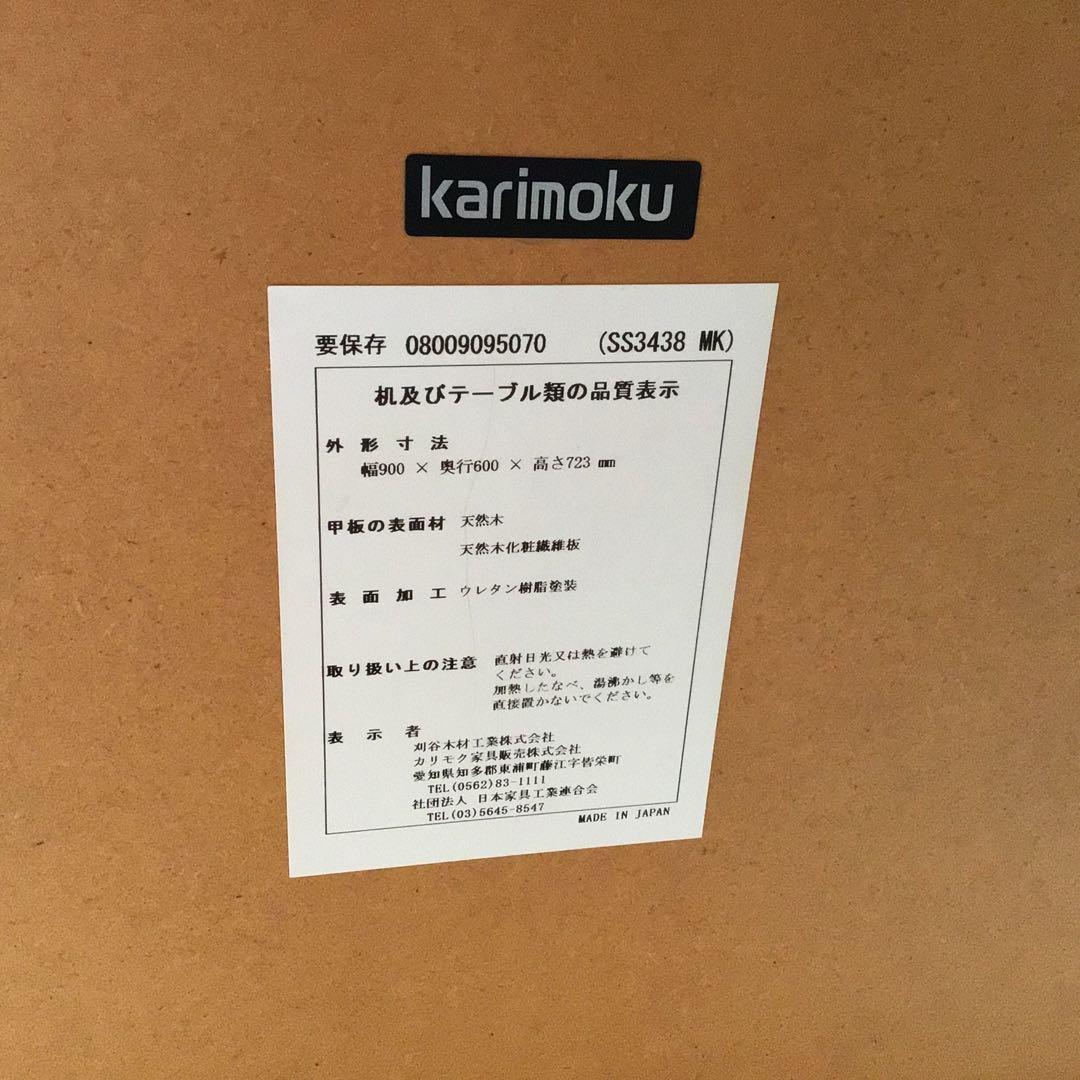 karimoku
要保存 08009095070 (SS3438 MK)
机及びテーブル類の品質表示
外形寸法
幅900 × 奥行600 × 高さ723 mm
甲板の表面材 天然木
天然木化粧繊維板
表面加工 ウレタン樹脂塗装
取り扱い上の注意 直射日光又は熱を避けて
ください。
加熱したなべ、湯沸かし等を
直接置かないでください。
表示者
刈谷木材工業株式会社
カリモク家具販売株式会社
愛知県知多郡東浦町藤江字皆栄町
TEL(0562)83-1111
社団法人 日本家具工業連合会
TEL(03)5645-8547
MADE IN JAPAN